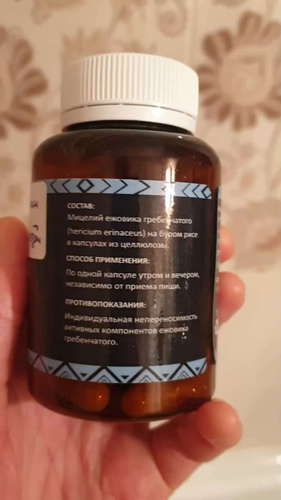 СОСТАВ:
Мицелий ежовика гребенчатого
(hericium erinaceus) на буром рисе
в капсулах из целлюлозы.
СПОСОБ ПРИМЕНЕНИЯ:
По одной капсуле утром и вечером,
независимо от приема пищи.
ПРОТИВОПОКАЗАНИЯ:
Индивидуальная непереносимость
активных компонентов ежовика
гребенчатого.